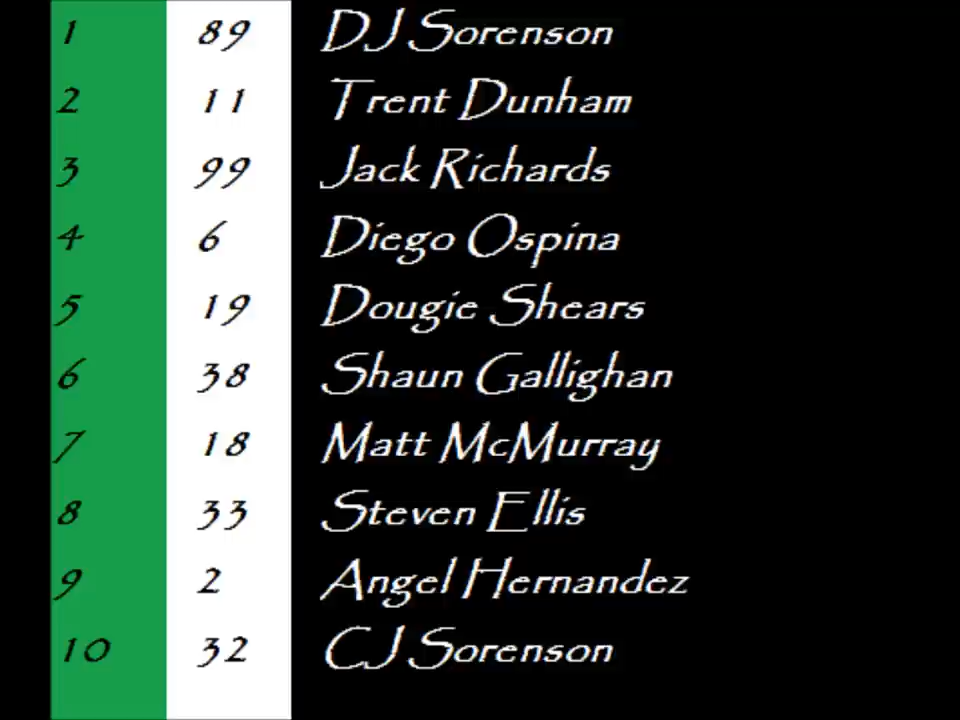 1 89 DJ Sorenson
2 11 Trent Dunham
3 99 Jack Richards
4 6 Diego Ospina
5 19 Dougie Shears
6 38 Shaun Gallighan
7 18 Matt McMurray
8 33 Steven Ellis
9 2 Angel Hernandez
10 32 CJ Sorenson